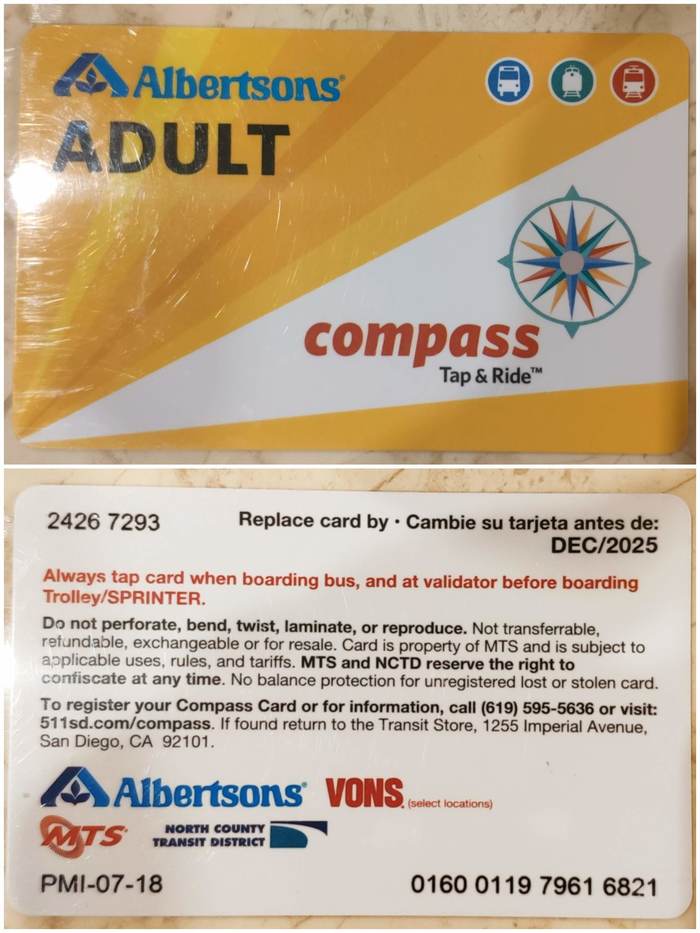 Albertsons®
ADULT
compass
Tap & Ride™
2426 7293
Replace card by · Cambie su tarjeta antes de:
DEC/2025
Always tap card when boarding bus, and at validator before boarding
Trolley/SPRINTER.
Do not perforate, bend, twist, laminate, or reproduce. Not transferrable,
refundable, exchangeable or for resale. Card is property of MTS and is subject to
applicable uses, rules, and tariffs. MTS and NCTD reserve the right to
confiscate at any time. No balance protection for unregistered lost or stolen card.
To register your Compass Card or for information, call (619) 595-5636 or visit:
511sd.com/compass. If found return to the Transit Store, 1255 Imperial Avenue,
San Diego, CA 92101.
Albertsons® VONS. (select locations)
MTS®
NORTH COUNTY
TRANSIT DISTRICT
PMI-07-18
0160 0119 7961 6821